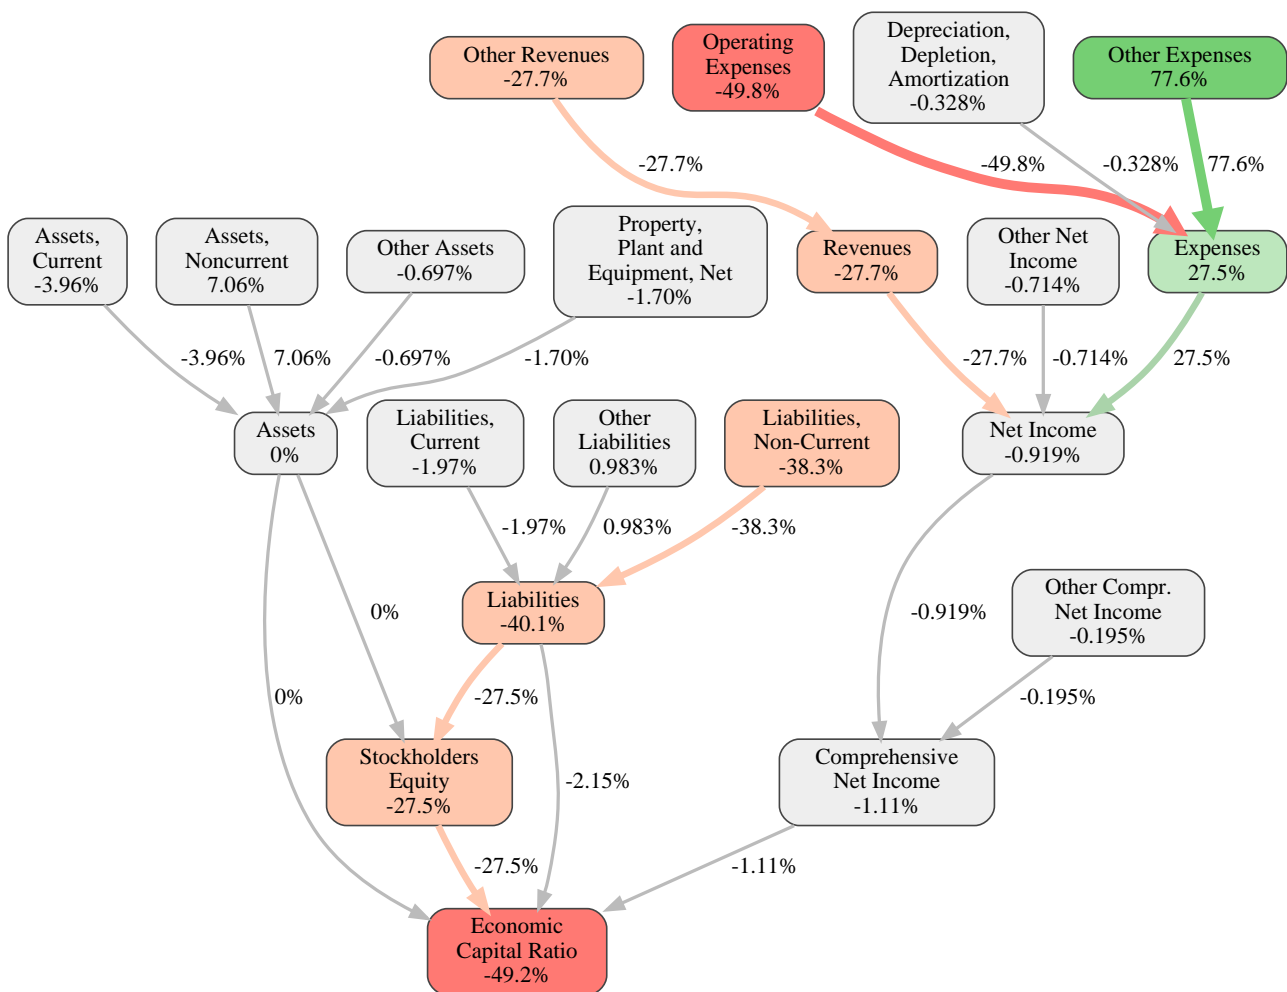 Other Revenues
-27.7%
Operating
Expenses
-49.8%
Depreciation,
Depletion,
Amortization
-0.328%
Other Expenses
77.6%
-27.7%
-49.8%
-0.328%
77.6%
Assets,
Current
-3.96%
Assets,
Noncurrent
7.06%
Other Assets
-0.697%
Property,
Plant and
Equipment, Net
-1.70%
Revenues
-27.7%
Other Net
Income
-0.714%
Expenses
27.5%
-3.96%
7.06%
-0.697%
-1.70%
-27.7%
-0.714%
27.5%
Assets
0%
Liabilities,
Current
-1.97%
Other
Liabilities
0.983%
Liabilities,
Non-Current
-38.3%
Net Income
-0.919%
-1.97%
0.983%
-38.3%
Liabilities
-40.1%
0%
-0.919%
Other Compr.
Net Income
-0.195%
0%
-27.5%
-0.195%
Stockholders
Equity
-27.5%
-2.15%
Comprehensive
Net Income
-1.11%
-27.5%
-1.11%
Economic
Capital Ratio
-49.2%